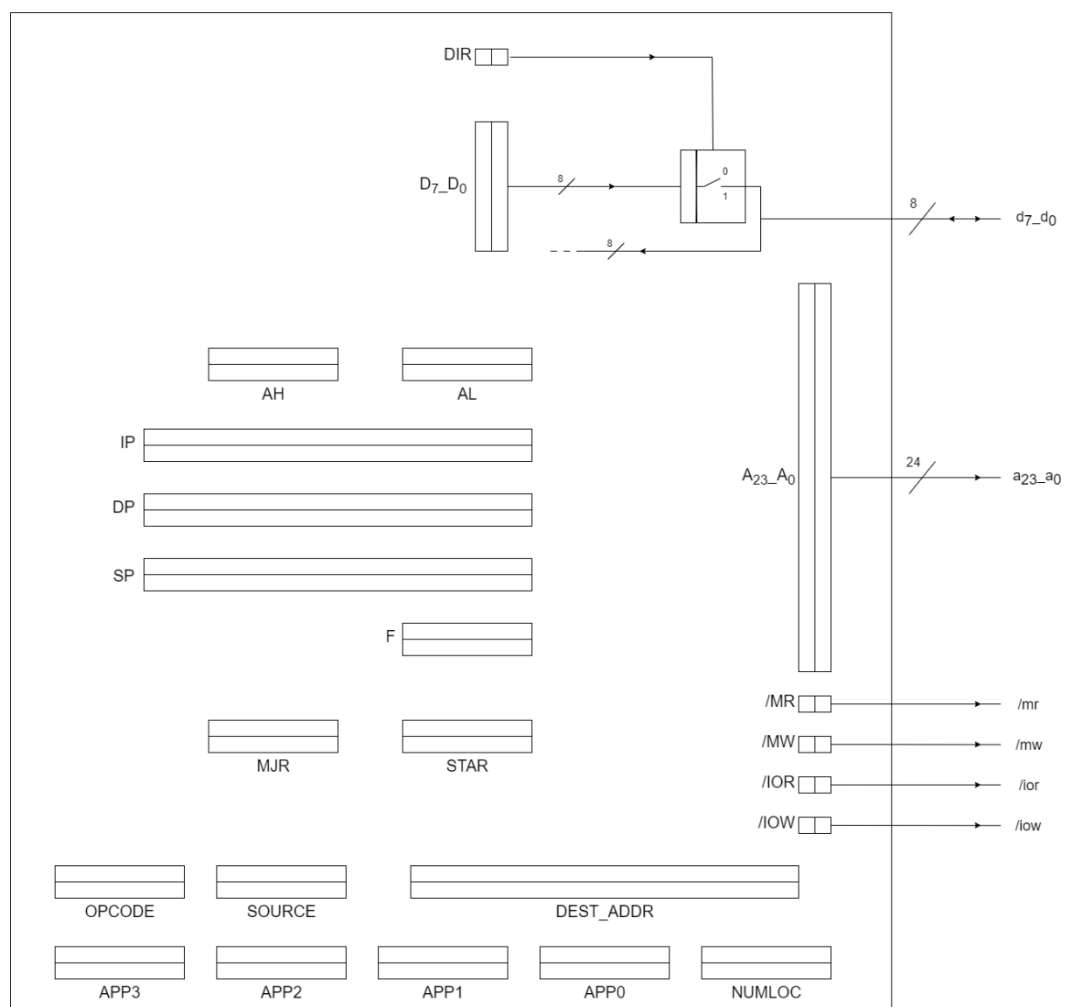 DIR
0
D7_D0
8
1
8
d7_d0
8
AH
AL
IP
A23_A0
24
a23_a0
DP
SP
F
/MR
/mr
MJR
STAR
/MW
/mw
/IOR
/ior
/IOW
/iow
OPCODE
SOURCE
DEST_ADDR
APP3
APP2
APP1
APP0
NUMLOC